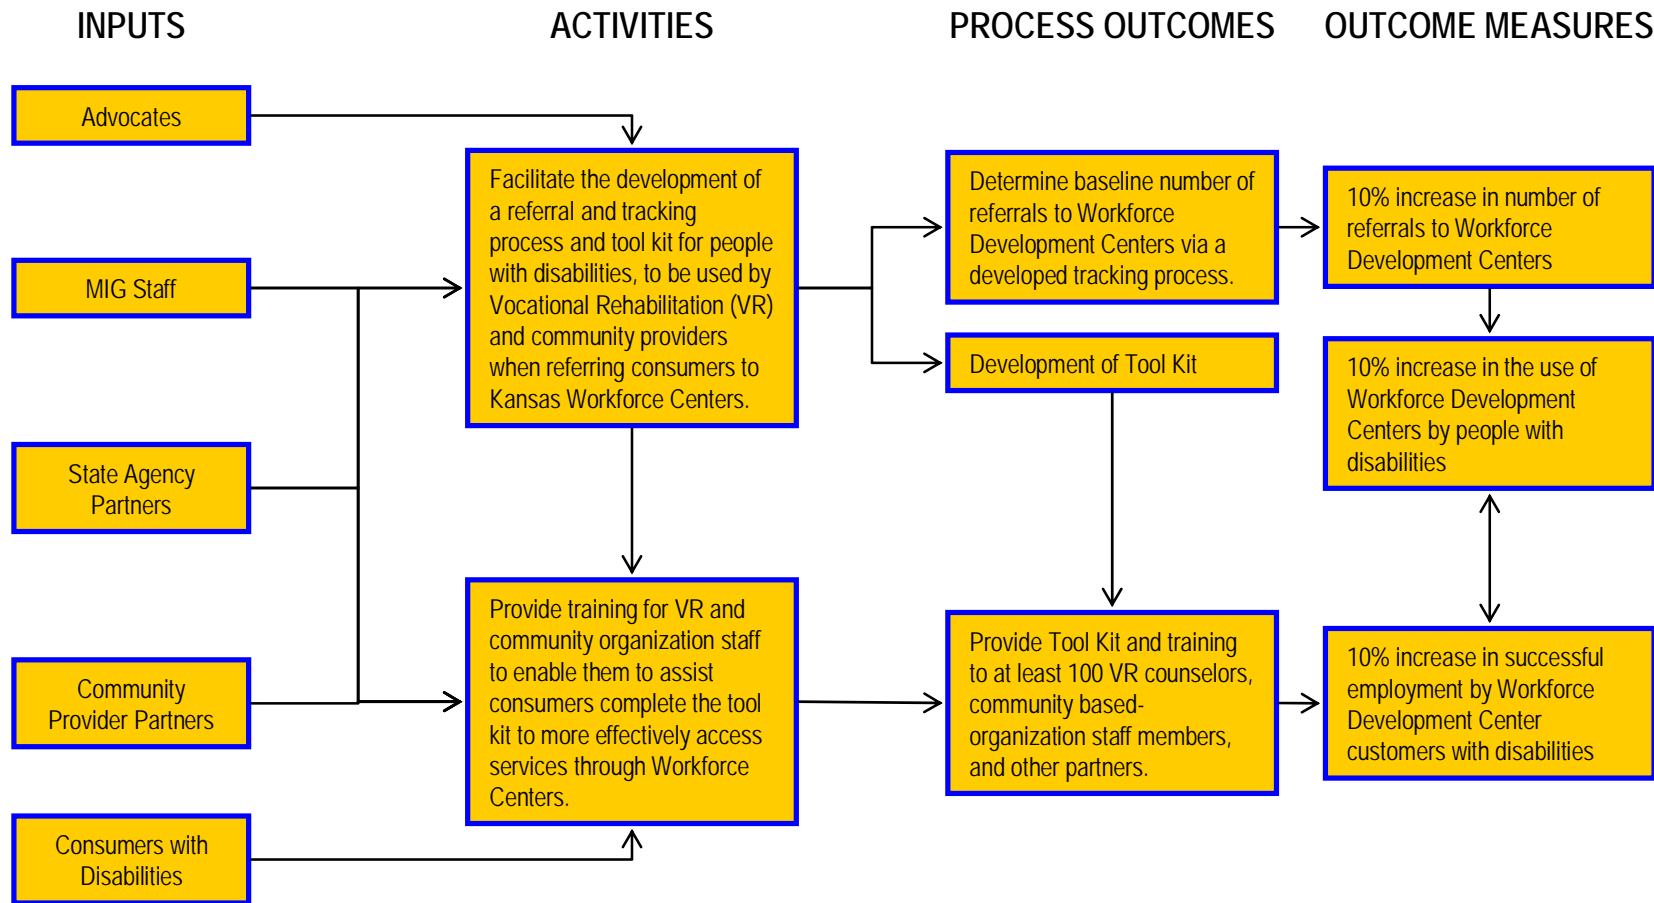 INPUTS
ACTIVITIES
PROCESS OUTCOMES
OUTCOME MEASURES
Advocates
MIG Staff
State Agency
Partners
Community
Provider Partners
Consumers with
Disabilities
Facilitate the development of
a referral and tracking
process and tool kit for people
with disabilities, to be used by
Vocational Rehabilitation (VR)
and community providers
when referring consumers to
Kansas Workforce Centers.
Provide training for VR and
community organization staff
to enable them to assist
consumers complete the tool
kit to more effectively access
services through Workforce
Centers.
Determine baseline number of
referrals to Workforce
Development Centers via a
developed tracking process.
Development of Tool Kit
Provide Tool Kit and training
to at least 100 VR counselors,
community based-
organization staff members,
and other partners.
10% increase in number of
referrals to Workforce
Development Centers
10% increase in the use of
Workforce Development
Centers by people with
disabilities
10% increase in successful
employment by Workforce
Development Center
customers with disabilities